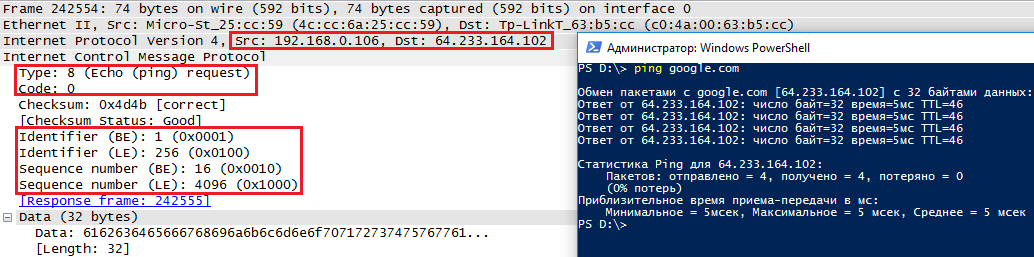 Frame 242554: 74 bytes on wire (592 bits), 74 bytes captured (592 bits) on interface 0
Ethernet II, Src: Micro-St_25:cc:59 (4c:cc:6a:25:cc:59), Dst: Tp-LinkT_63:b5:cc (c0:4a:00:63:b5:cc)
Internet Protocol Version 4, Src: 192.168.0.106, Dst: 64.233.164.102
Internet Control Message Protocol
Type: 8 (Echo (ping) request)
Code: 0
Checksum: 0x4d4b [correct]
[Checksum Status: Good]
Identifier (BE): 1 (0x0001)
Identifier (LE): 256 (0x0100)
Sequence number (BE): 16 (0x0010)
Sequence number (LE): 4096 (0x1000)
[Response frame: 242555]
Data (32 bytes)
Data: 6162636465666768696a6b6c6d6e6f707172737475767761...
[Length: 32]
Администратор: Windows PowerShell
PS D:\> ping google.com
Обмен пакетами с google.com [64.233.164.102] с 32 байтами данных:
Ответ от 64.233.164.102: число байт=32 время=5мс TTL=46
Ответ от 64.233.164.102: число байт=32 время=5мс TTL=46
Ответ от 64.233.164.102: число байт=32 время=5мс TTL=46
Ответ от 64.233.164.102: число байт=32 время=5мс TTL=46
Статистика Ping для 64.233.164.102:
Пакетов: отправлено = 4, получено = 4, потеряно = 0
(0% потерь)
Приблизительное время приема-передачи в мс:
Минимальное = 5мсек, Максимальное = 5 мсек, Среднее = 5 мсек
PS D:\>